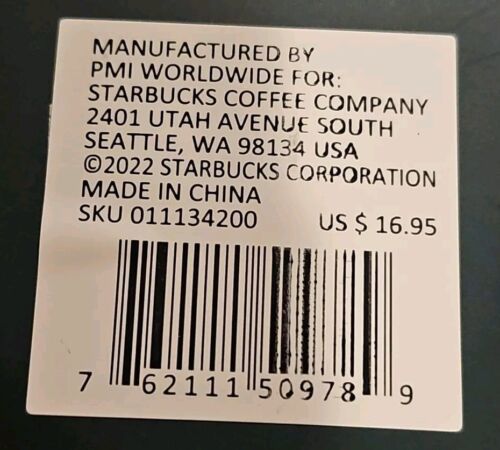 MANUFACTURED BY
PMI WORLDWIDE FOR:
STARBUCKS COFFEE COMPANY
2401 UTAH AVENUE SOUTH
SEATTLE, WA 98134 USA
©2022 STARBUCKS CORPORATION
MADE IN CHINA
SKU 011134200 US $ 16.95
7 62111 50978 9